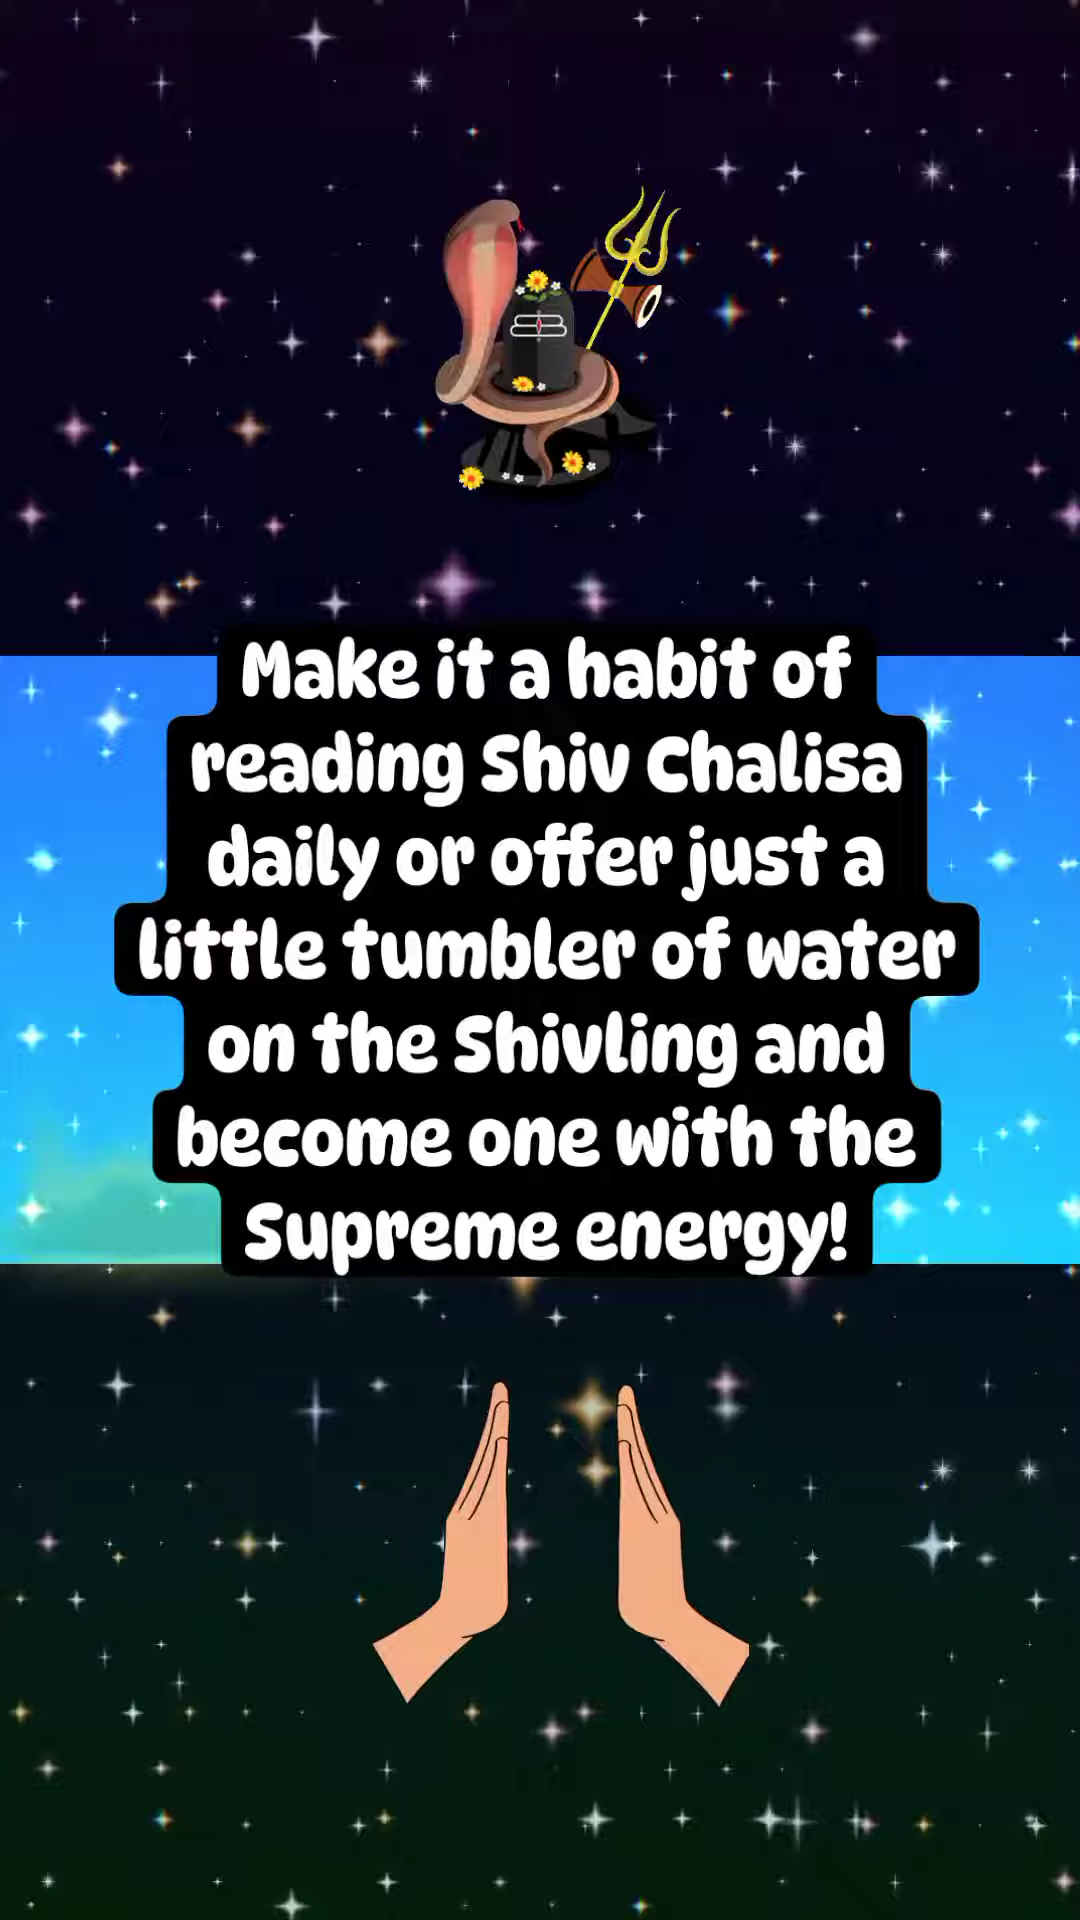 Make it a habit of
reading Shiv Chalisa
daily or offer just a
little tumbler of water
on the Shivling and
become one with the
Supreme energy!